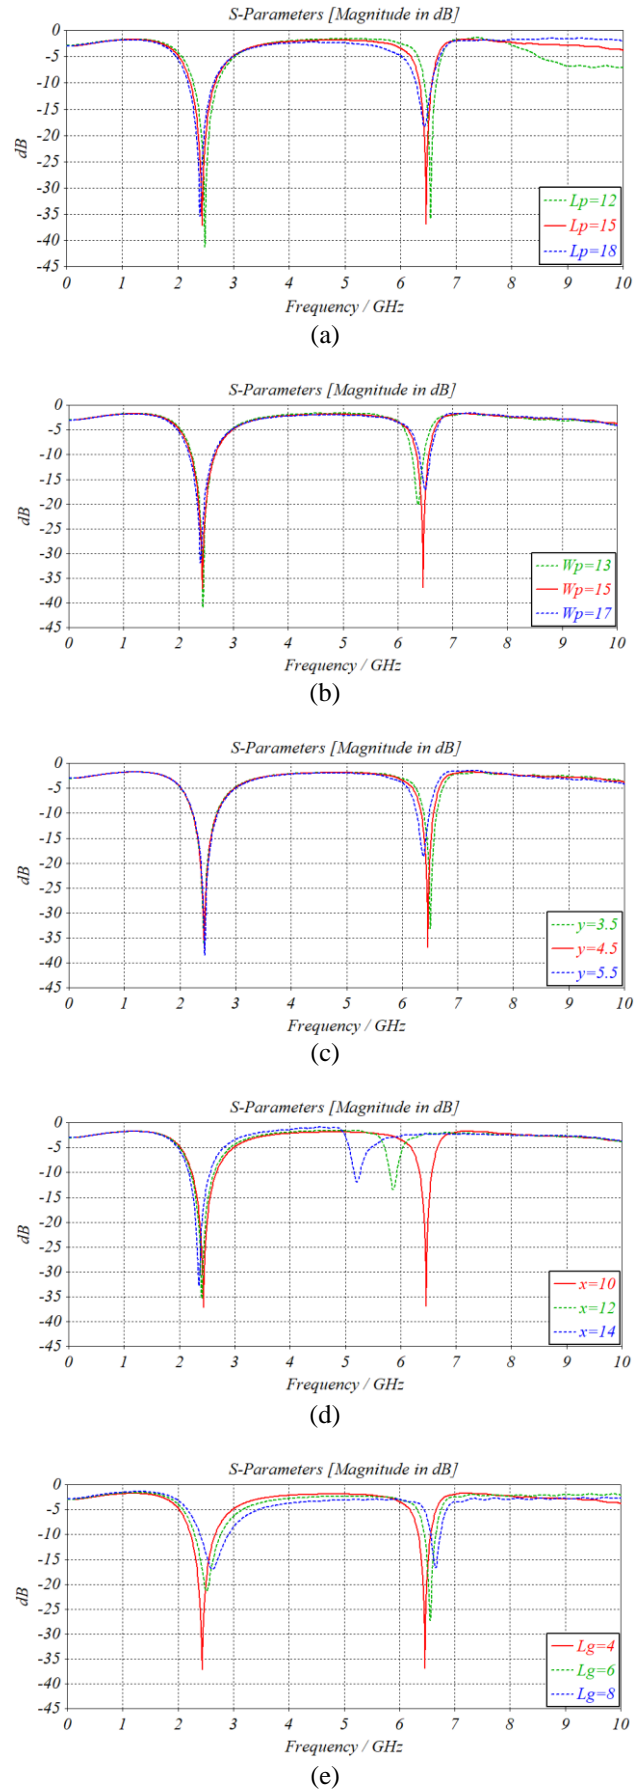 S-Parameters [Magnitude in dB]
0
-5
-10
-15
-20
-25
-30
-35
-40
-45
dB
Lp=12
Lp=15
Lp=18
0 1 2 3 4 5 6 7 8 9 10
Frequency / GHz
(a)
S-Parameters [Magnitude in dB]
0
-5
-10
-15
-20
-25
-30
-35
-40
-45
dB
Wp=13
Wp=15
Wp=17
0 1 2 3 4 5 6 7 8 9 10
Frequency / GHz
(b)
S-Parameters [Magnitude in dB]
0
-5
-10
-15
-20
-25
-30
-35
-40
-45
dB
y=3.5
y=4.5
y=5.5
0 1 2 3 4 5 6 7 8 9 10
Frequency / GHz
(c)
S-Parameters [Magnitude in dB]
0
-5
-10
-15
-20
-25
-30
-35
-40
-45
dB
x=10
x=12
x=14
0 1 2 3 4 5 6 7 8 9 10
Frequency / GHz
(d)
S-Parameters [Magnitude in dB]
0
-5
-10
-15
-20
-25
-30
-35
-40
-45
dB
Lg=4
Lg=6
Lg=8
0 1 2 3 4 5 6 7 8 9 10
Frequency / GHz
(e)